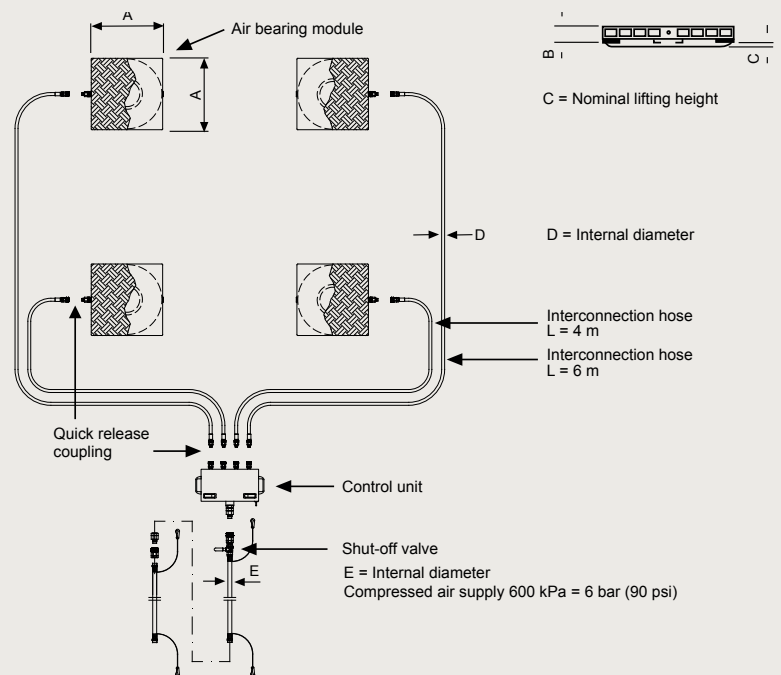 A
Air bearing module
A
B
C
C = Nominal lifting height
D
D = Internal diameter
Interconnection hose
L = 4 m
Interconnection hose
L = 6 m
Quick release
coupling
Control unit
Shut-off valve
E
E = Internal diameter
Compressed air supply 600 kPa = 6 bar (90 psi)